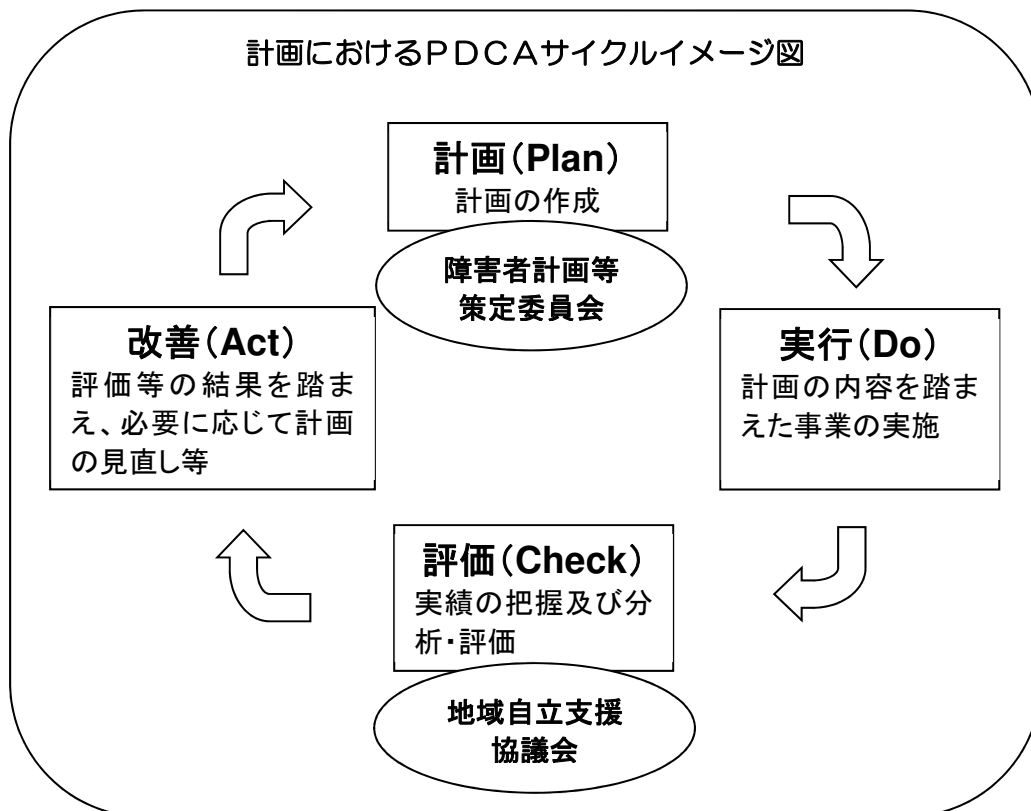 計画におけるPDCAサイクルイメージ図
計画(Plan)
計画の作成
障害者計画等
策定委員会
改善(Act)
評価等の結果を踏ま
え、必要に応じて計画
の見直し等
実行(Do)
計画の内容を踏ま
えた事業の実施
評価(Check)
実績の把握及び分
析・評価
地域自立支援
協議会